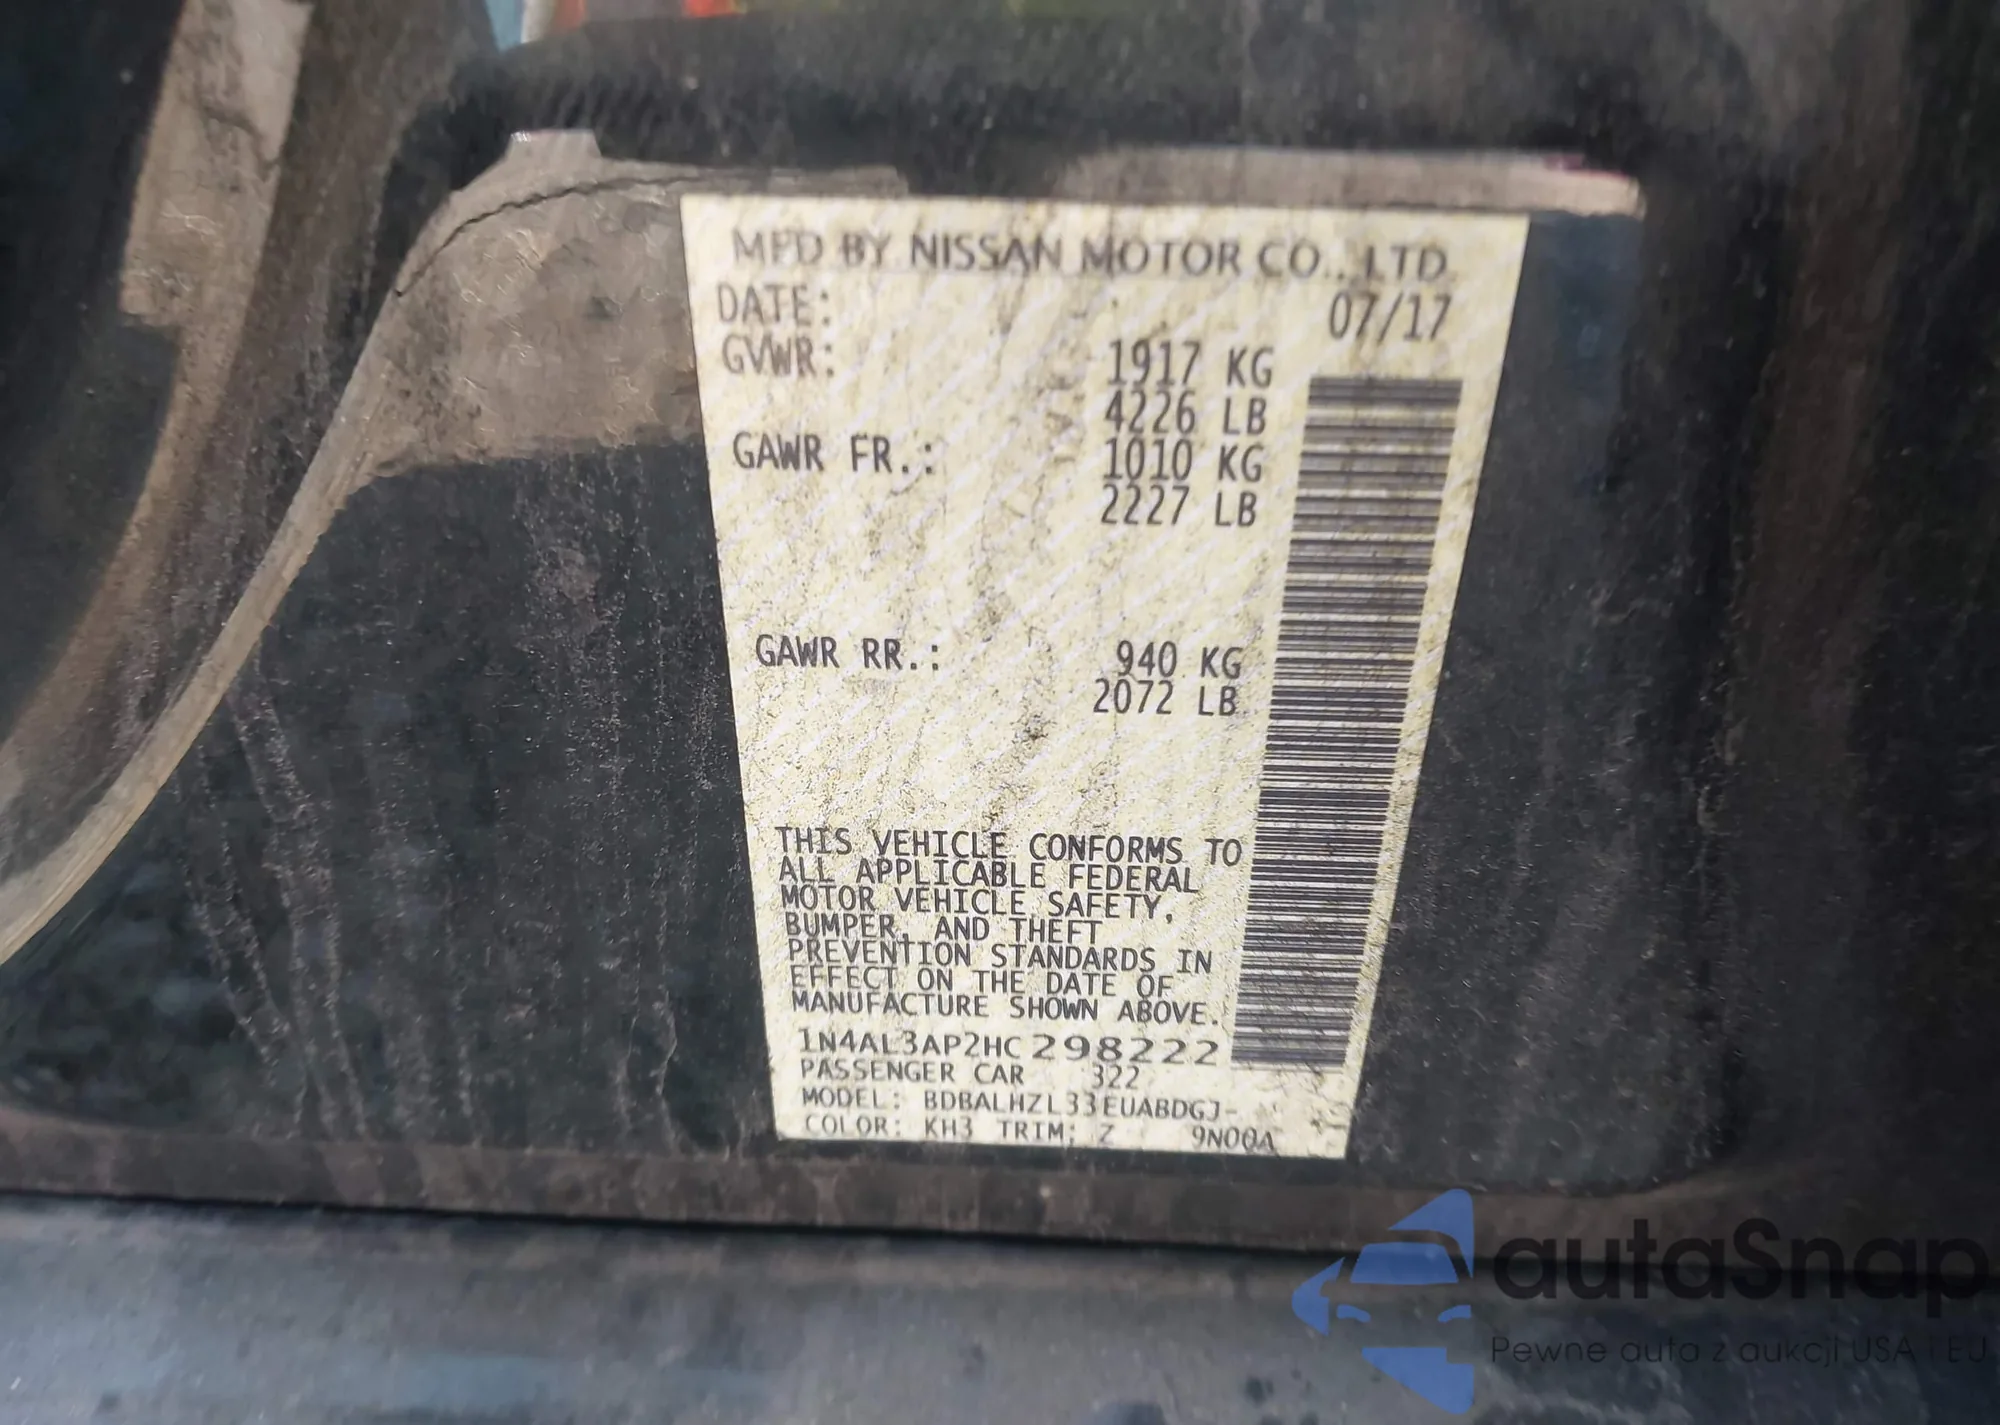 MFD BY NISSAN MOTOR CO., LTD.
DATE: 07/17
GVWR: 1917 KG
4226 LB
GAWR FR.: 1010 KG
2227 LB
GAWR RR.: 940 KG
2072 LB
THIS VEHICLE CONFORMS TO
ALL APPLICABLE FEDERAL
MOTOR VEHICLE SAFETY,
BUMPER, AND THEFT
PREVENTION STANDARDS IN
EFFECT ON THE DATE OF
MANUFACTURE SHOWN ABOVE.
1N4AL3AP2HC298222
PASSENGER CAR 322
MODEL: BDBALHZL33EUABDGJ-
COLOR: KH3 TRIM: Z 9N00A
autaSnap
Pewne auta z aukcji USA i EU